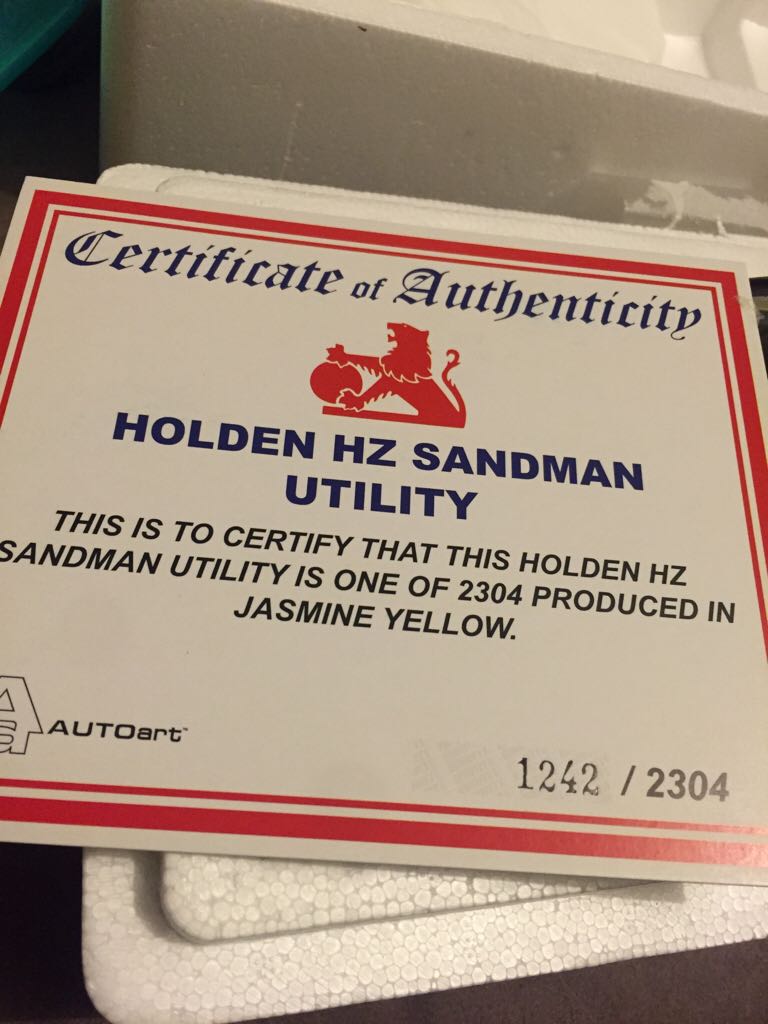 Certificate of Authenticity
HOLDEN HZ SANDMAN
UTILITY
THIS IS TO CERTIFY THAT THIS HOLDEN HZ
SANDMAN UTILITY IS ONE OF 2304 PRODUCED IN
JASMINE YELLOW.
AUTOart™
1242 / 2304